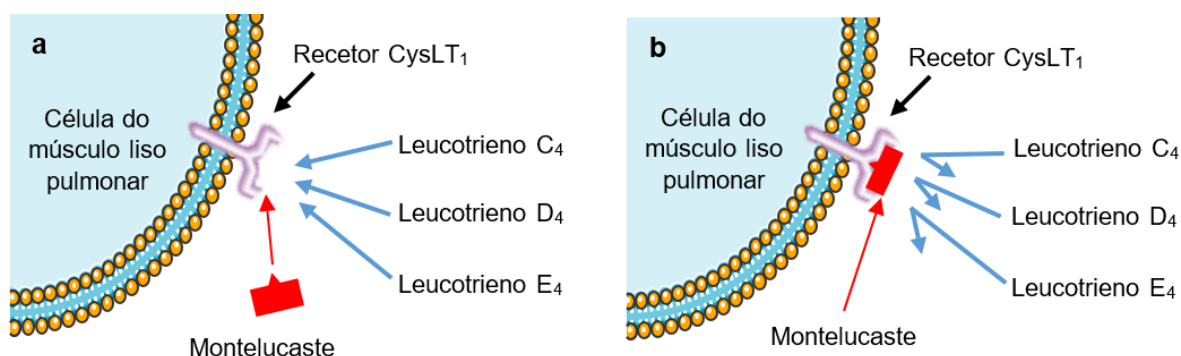 a
Recetor CysLT₁
Célula do
músculo liso
pulmonar
Leucotrieno C₄
Leucotrieno D₄
Leucotrieno E₄
Montelucaste
b
Recetor CysLT₁
Célula do
músculo liso
pulmonar
Leucotrieno C₄
Leucotrieno D₄
Leucotrieno E₄
Montelucaste